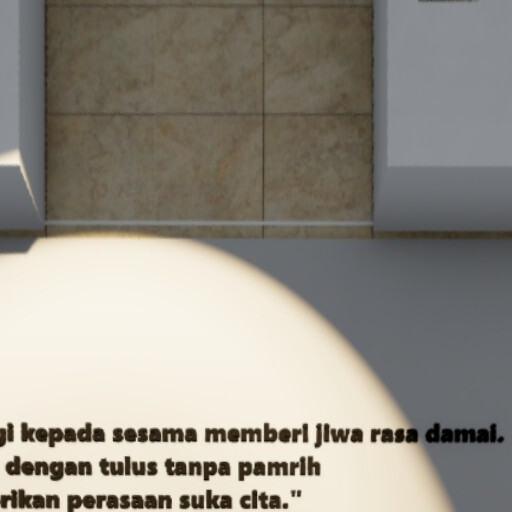 gi kepada sesama memberi jiwa rasa damai.
dengan tulus tanpa pamrih
rikan perasaan suka cita."